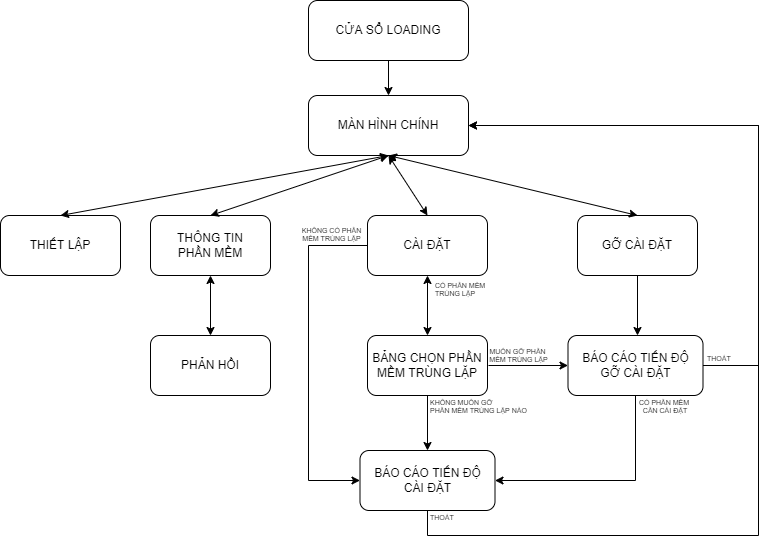 CỬA SỔ LOADING
MÀN HÌNH CHÍNH
THIẾT LẬP
THÔNG TIN
PHẦN MỀM
KHÔNG CÓ PHẦN
MỀM TRÙNG LẶP
CÀI ĐẶT
GỠ CÀI ĐẶT
CÓ PHẦN MỀM
TRÙNG LẶP
PHẢN HỒI
BẢNG CHỌN PHẦN
MỀM TRÙNG LẶP
MUỐN GỠ PHẦN
MỀM TRÙNG LẶP
BÁO CÁO TIẾN ĐỘ
GỠ CÀI ĐẶT
THOÁT
KHÔNG MUỐN GỠ
PHẦN MỀM TRÙNG LẶP NÀO
CÓ PHẦN MỀM
CẦN CÀI ĐẶT
BÁO CÁO TIẾN ĐỘ
CÀI ĐẶT
THOÁT